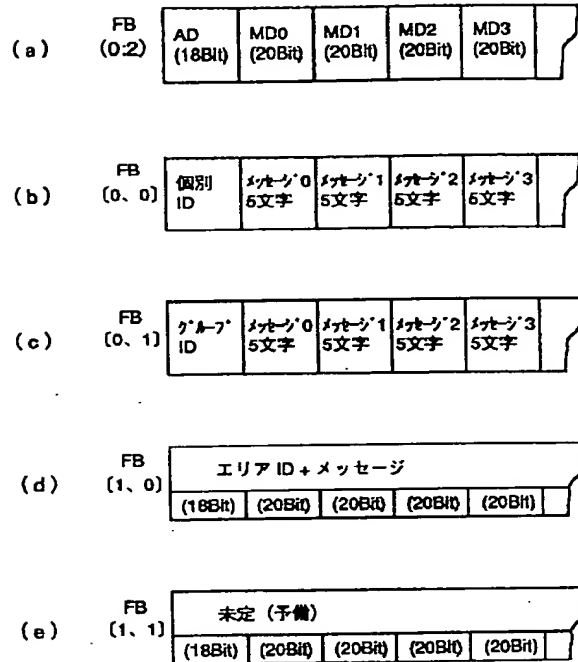 FB
(a) (0:2)
AD MD0 MD1 MD2 MD3
(18Bit) (20Bit) (20Bit) (20Bit) (20Bit)
FB
(b) [0、0]
個別 メッセージ0 メッセージ1 メッセージ2 メッセージ3
ID 5文字 5文字 5文字 5文字
FB
(c) [0、1]
グループ メッセージ0 メッセージ1 メッセージ2 メッセージ3
ID 5文字 5文字 5文字 5文字
FB
(d) [1、0]
エリア ID + メッセージ
(18Bit) (20Bit) (20Bit) (20Bit) (20Bit)
FB
(e) [1、1]
未定 (予備)
(18Bit) (20Bit) (20Bit) (20Bit) (20Bit)